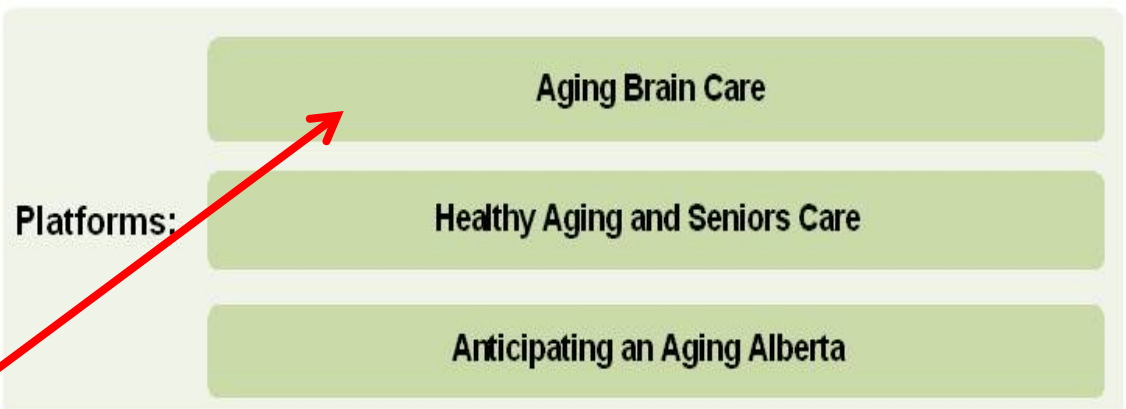 Aging Brain Care
Platforms:
Healthy Aging and Seniors Care
Anticipating an Aging Alberta